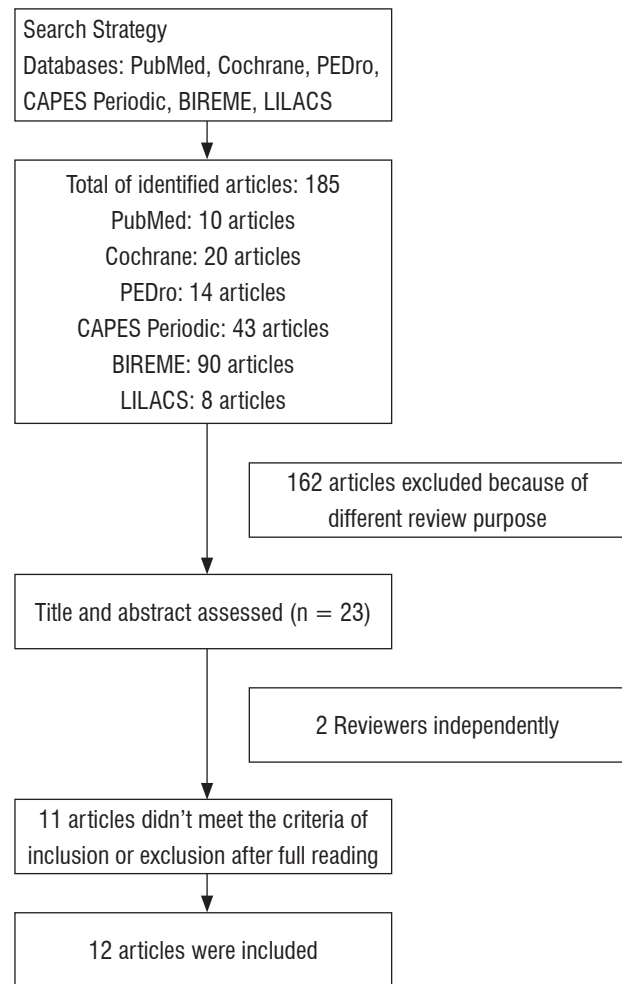 Search Strategy
Databases: PubMed, Cochrane, PEDro,
CAPES Periodic, BIREME, LILACS
Total of identified articles: 185
PubMed: 10 articles
Cochrane: 20 articles
PEDro: 14 articles
CAPES Periodic: 43 articles
BIREME: 90 articles
LILACS: 8 articles
162 articles excluded because of
different review purpose
Title and abstract assessed (n = 23)
2 Reviewers independently
11 articles didn’t meet the criteria of
inclusion or exclusion after full reading
12 articles were included